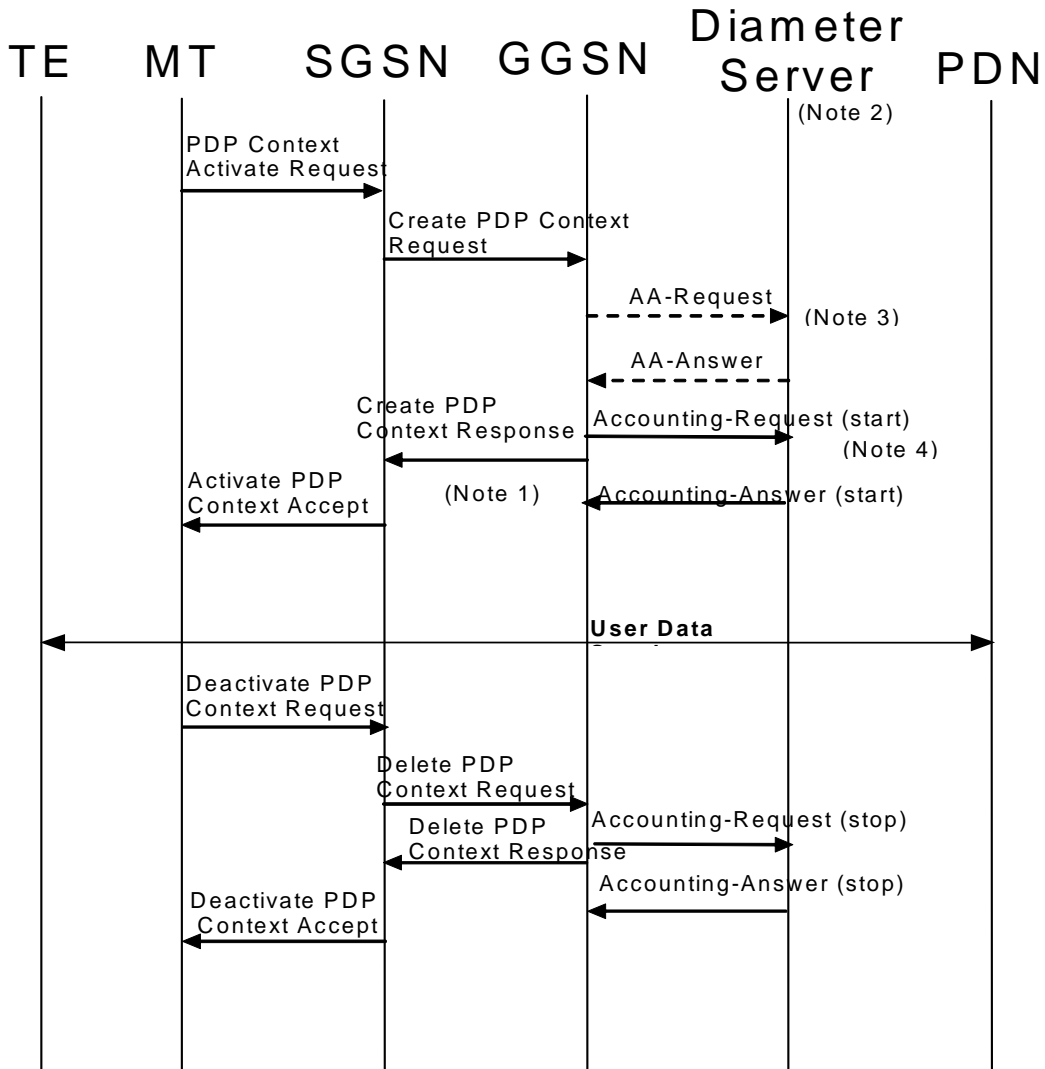 TE MT SGSN GGSN Diameter Server PDN
(Note 2)
PDP Context
Activate Request
Create PDP Context
Request
AA-Request
(Note 3)
AA-Answer
Create PDP
Context Response
Accounting-Request (start)
(Note 4)
Activate PDP
Context Accept
(Note 1)
Accounting-Answer (start)
User Data
Deactivate PDP
Context Request
Delete PDP
Context Request
Accounting-Request (stop)
Delete PDP
Context Response
Accounting-Answer (stop)
Deactivate PDP
Context Accept